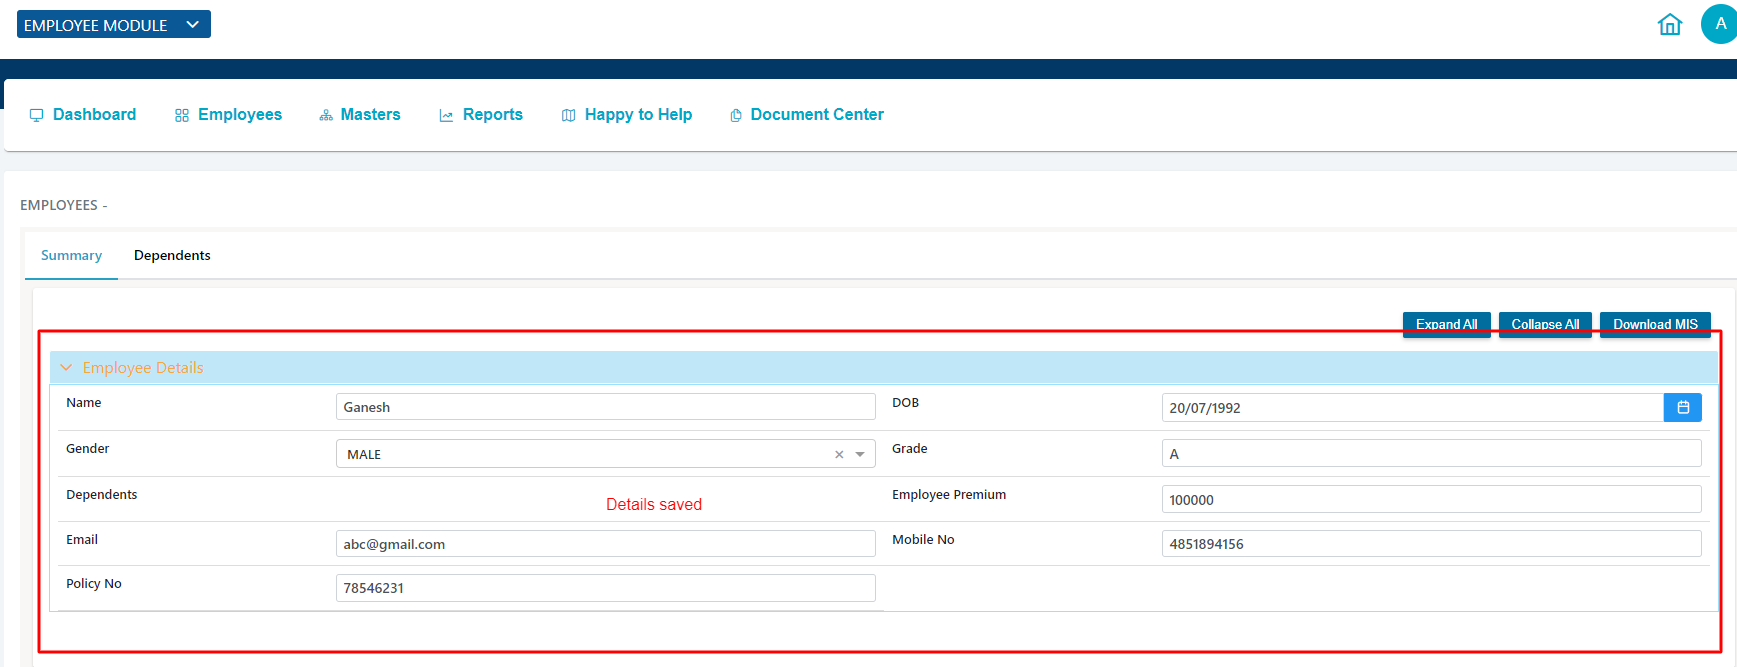 EMPLOYEE MODULE
A
Dashboard Employees Masters Reports Happy to Help Document Center
EMPLOYEES -
Summary Dependents
Expand All Collapse All Download MIS
Employee Details
Name Ganesh DOB 20/07/1992
Gender MALE Grade A
Dependents Employee Premium 100000
Details saved
Email abc@gmail.com Mobile No 4851894156
Policy No 78546231